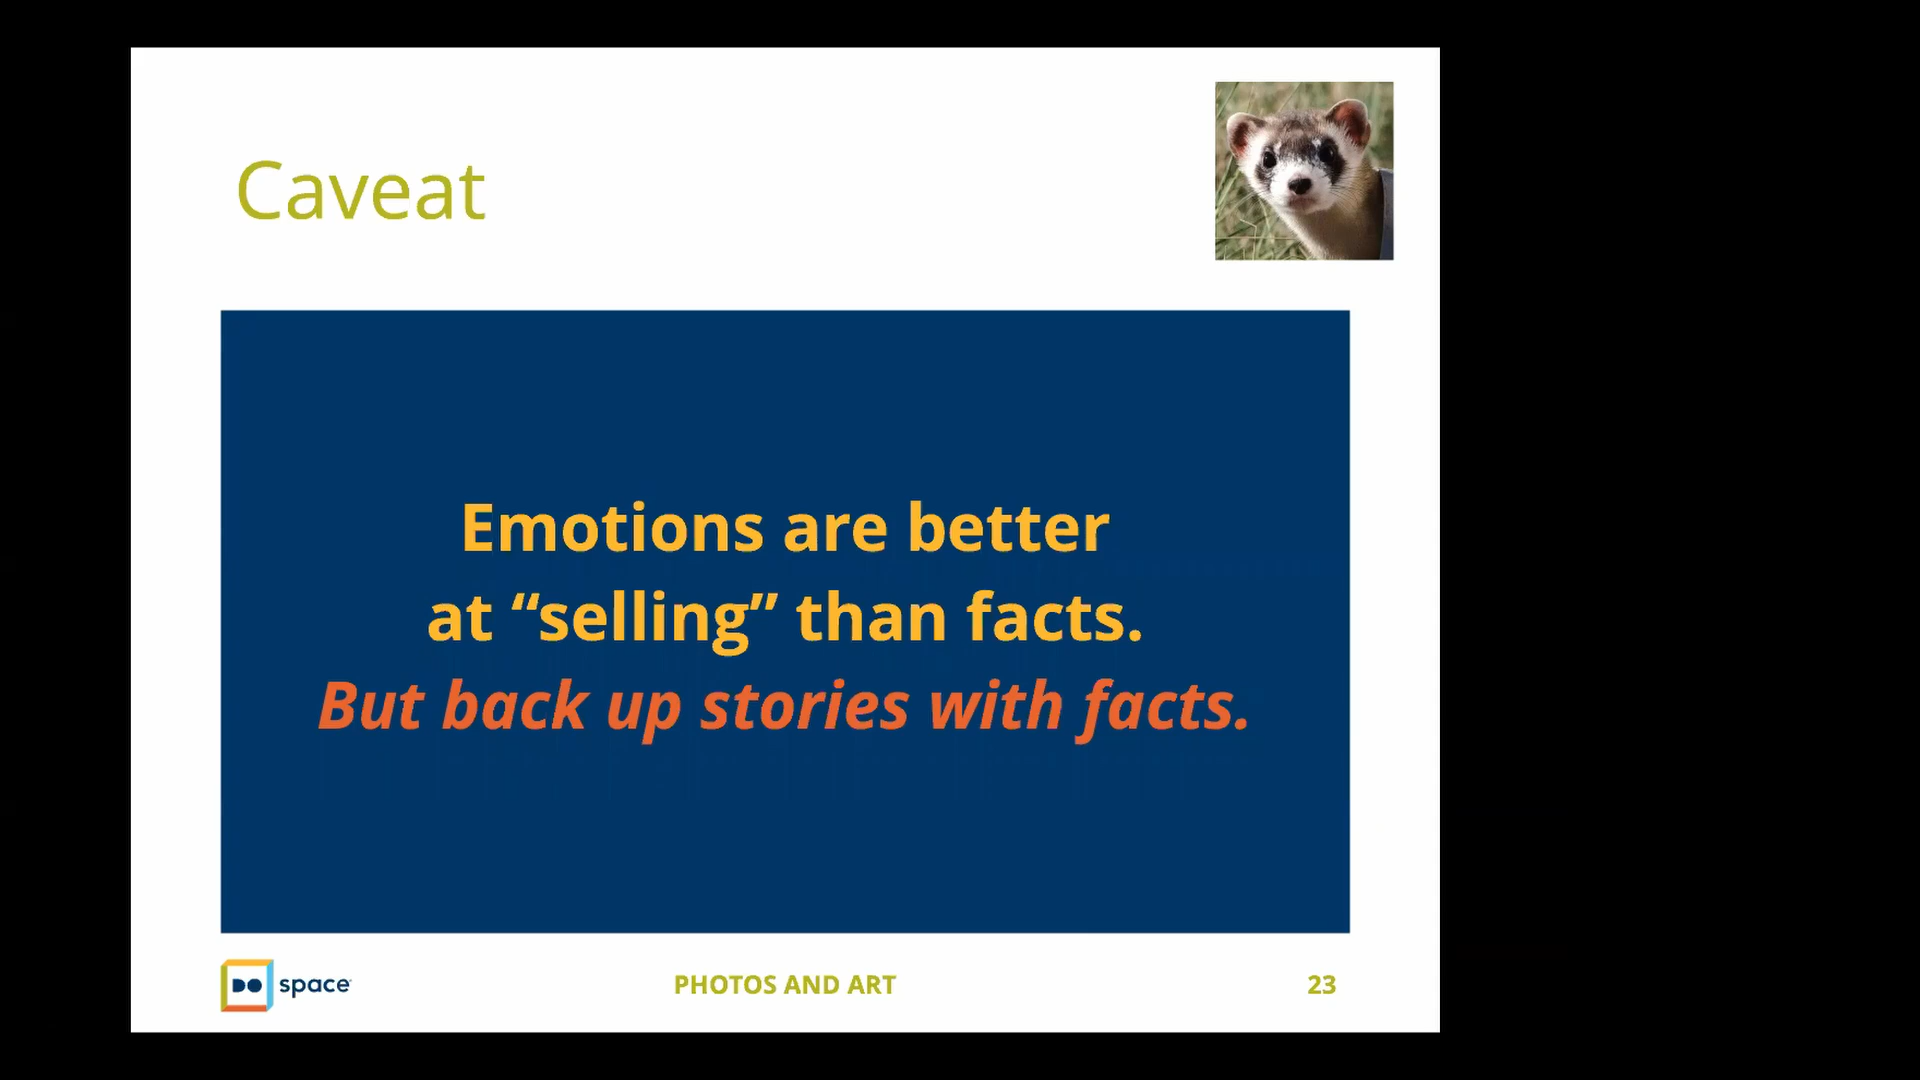 Caveat
Emotions are better
at “selling” than facts.
But back up stories with facts.
DO space
PHOTOS AND ART
23